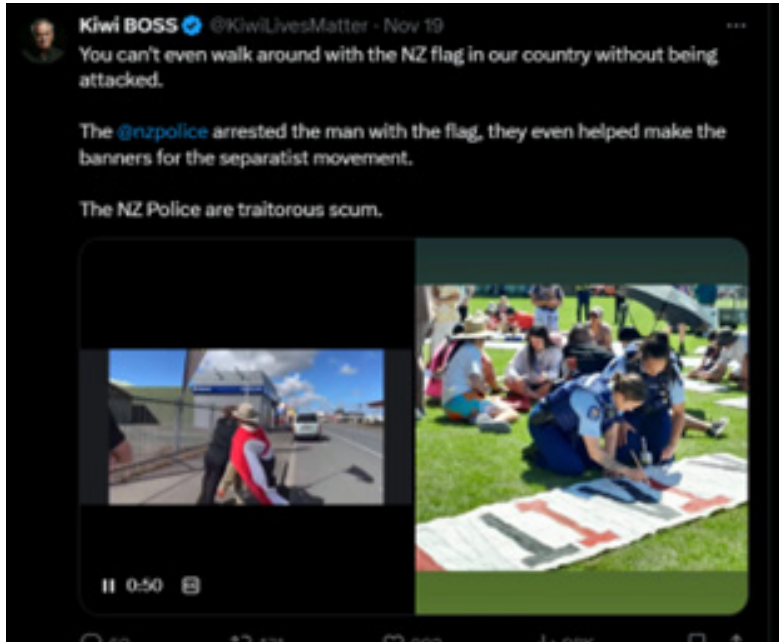 Kiwi BOSS @KiwiLivesMatter · Nov 19
You can't even walk around with the NZ flag in our country without being
attacked.
The @nzpolice arrested the man with the flag, they even helped make the
banners for the separatist movement.
The NZ Police are traitorous scum.
0:50